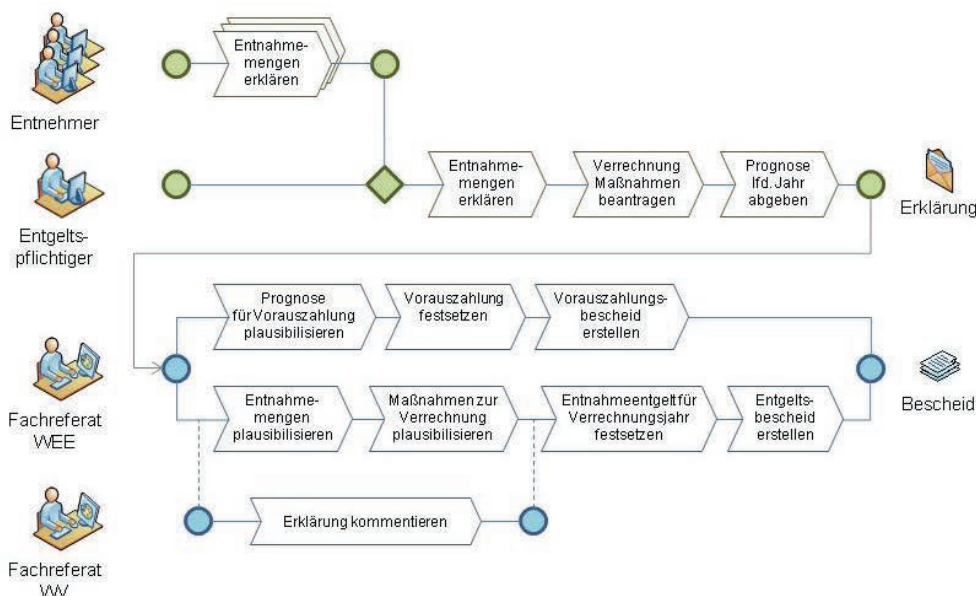 Entnahme-
mengen
erklären
Entnehmer
Entnahme-
mengen
erklären
Verrechnung
Maßnahmen
beantragen
Prognose
lfd. Jahr
abgeben
Erklärung
Entgelts-
pflichtiger
Prognose
für Vorauszahlung
plausibilisieren
Vorauszahlung
festsetzen
Vorauszahlungs-
bescheid
erstellen
Entnahme-
mengen
plausibilisieren
Maßnahmen zur
Verrechnung
plausibilisieren
Entnahmeentgelt für
Verrechnungsjahr
festsetzen
Entgelts-
bescheid
erstellen
Bescheid
Fachreferat
WEE
Erklärung kommentieren
Fachreferat